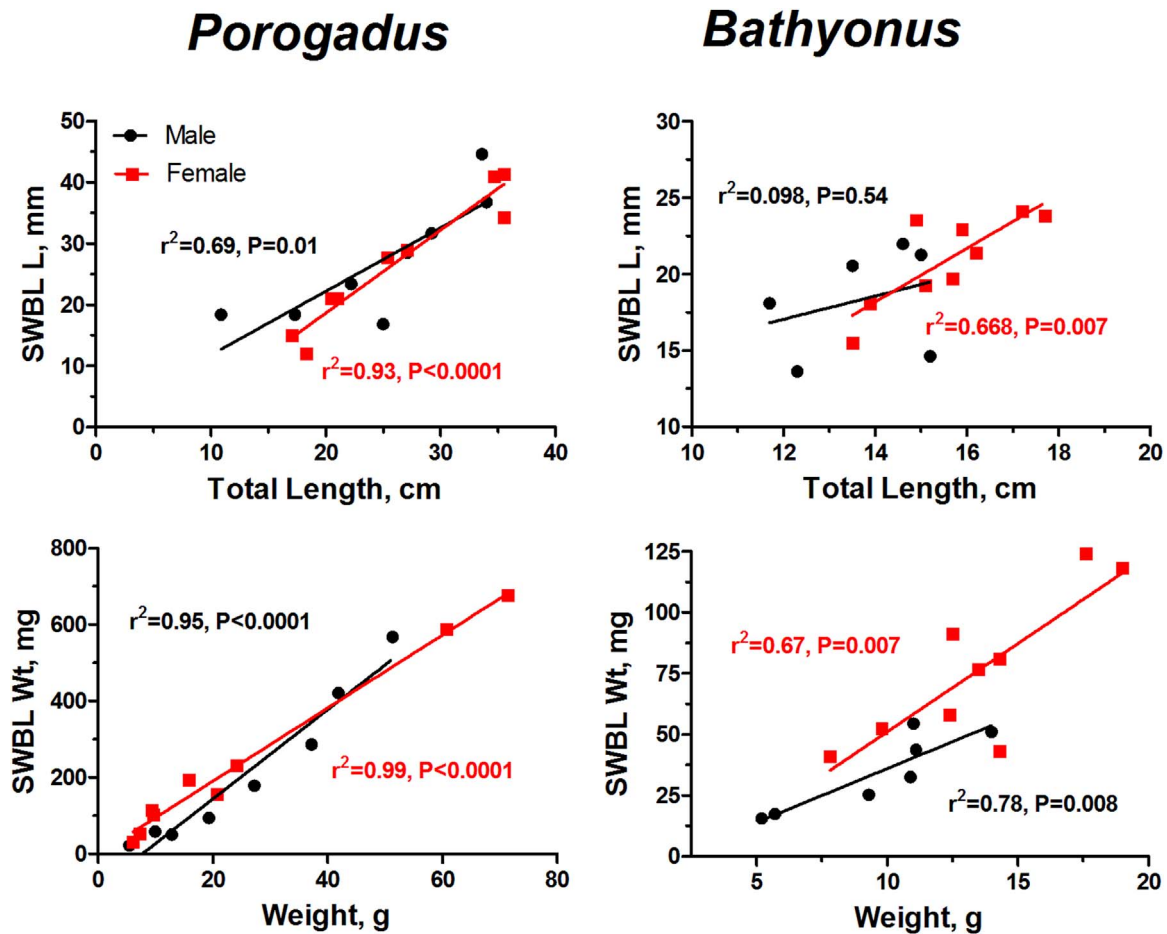 Porogadus
Bathyonus
50
40
30
20
10
0
SWBL L, mm
Male
Female
r²=0.69, P=0.01
r²=0.93, P<0.0001
0 10 20 30 40
Total Length, cm
30
25
20
15
10
SWBL L, mm
r²=0.098, P=0.54
r²=0.668, P=0.007
10 12 14 16 18 20
Total Length, cm
800
600
400
200
0
SWBL Wt, mg
r²=0.95, P<0.0001
r²=0.99, P<0.0001
0 20 40 60 80
Weight, g
125
100
75
50
25
0
SWBL Wt, mg
r²=0.67, P=0.007
r²=0.78, P=0.008
5 10 15 20
Weight, g